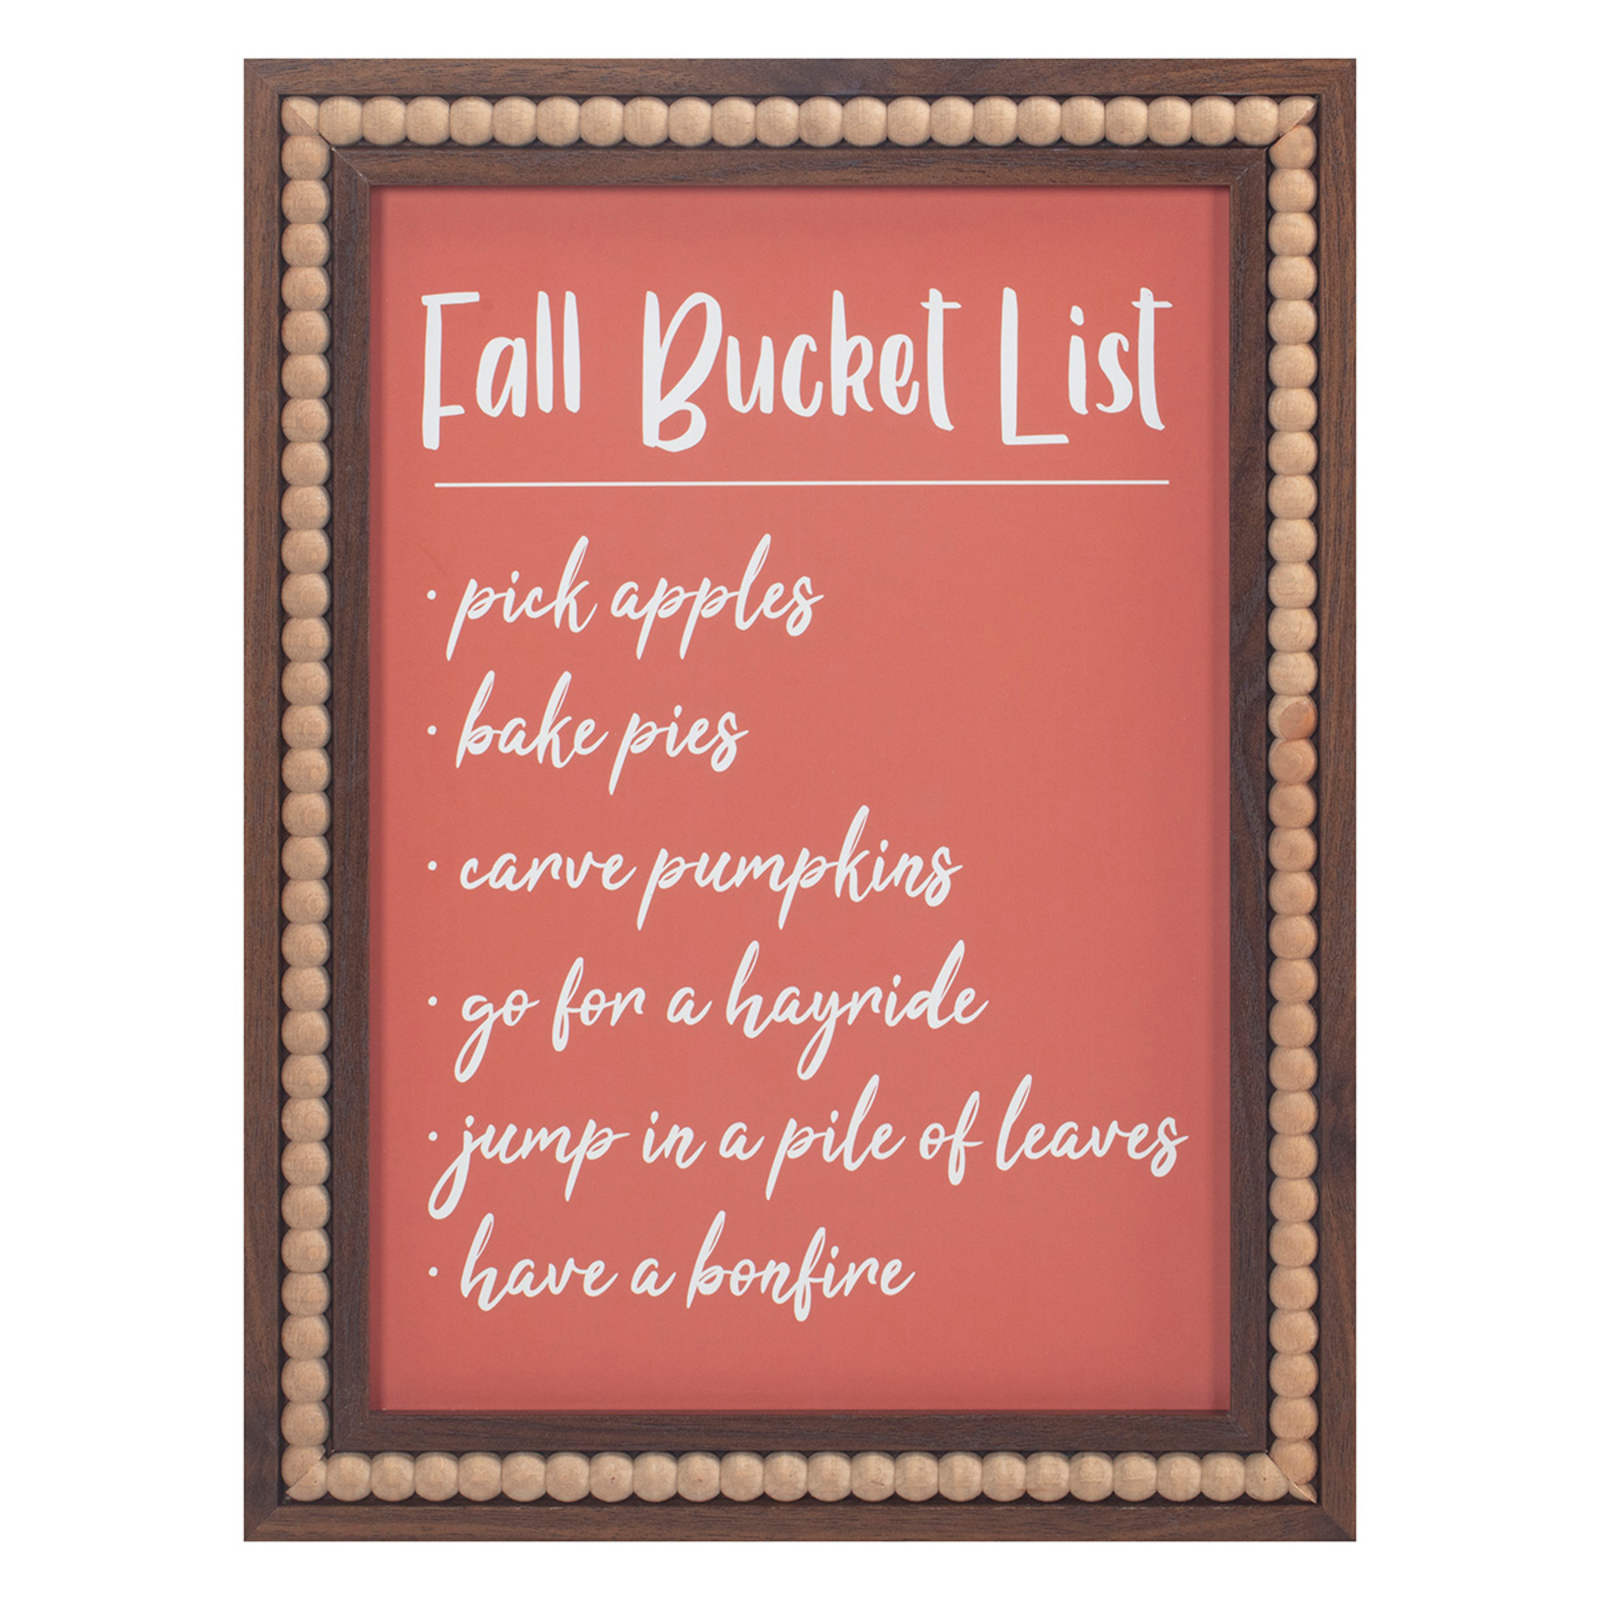 Fall Bucket List
· pick apples
· bake pies
· carve pumpkins
· go for a hayride
· jump in a pile of leaves
· have a bonfire